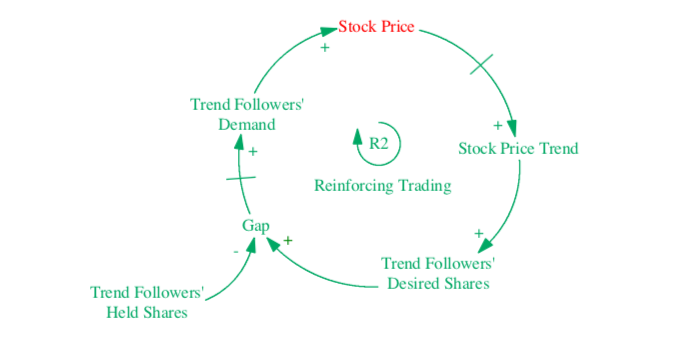 Stock Price
+
Trend Followers'
Demand
+
+
Stock Price Trend
R2
Reinforcing Trading
+
Gap
+
-
Trend Followers'
Desired Shares
Trend Followers'
Held Shares